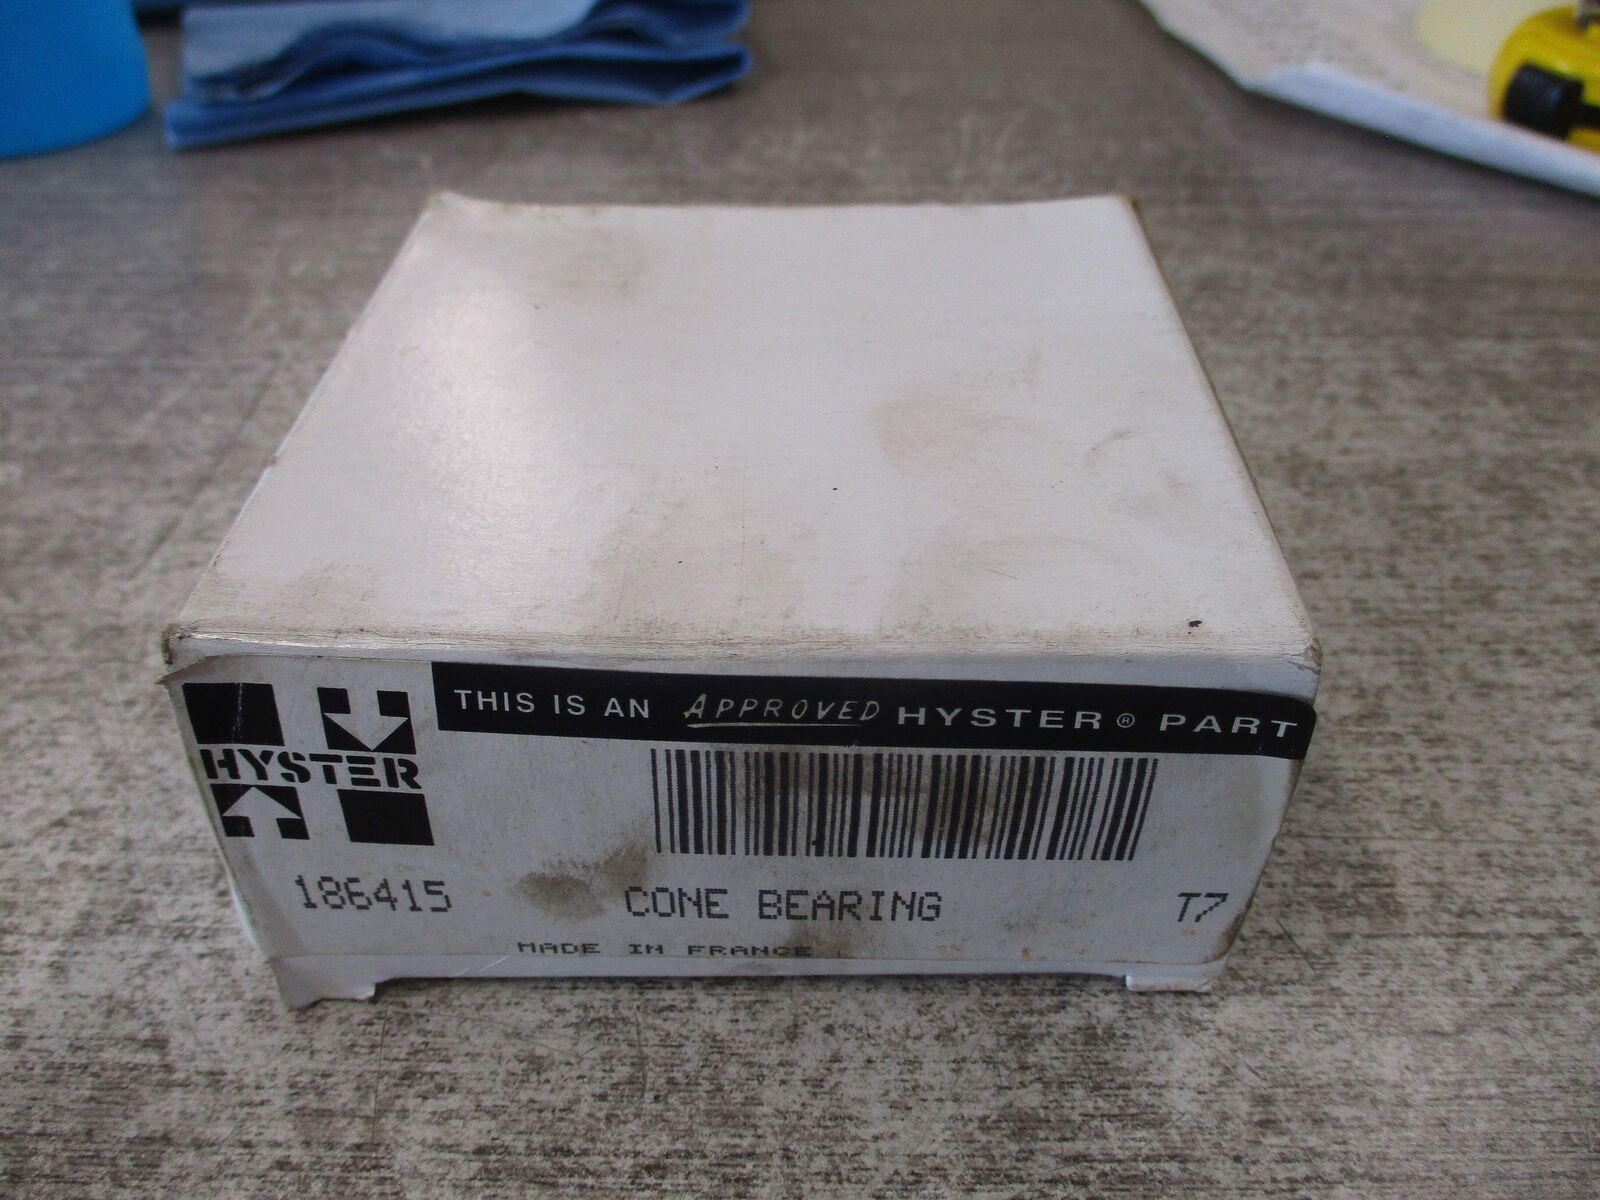 THIS IS AN APPROVED HYSTER® PART
HYSTER
186415 CONE BEARING T7
MADE IN FRANCE